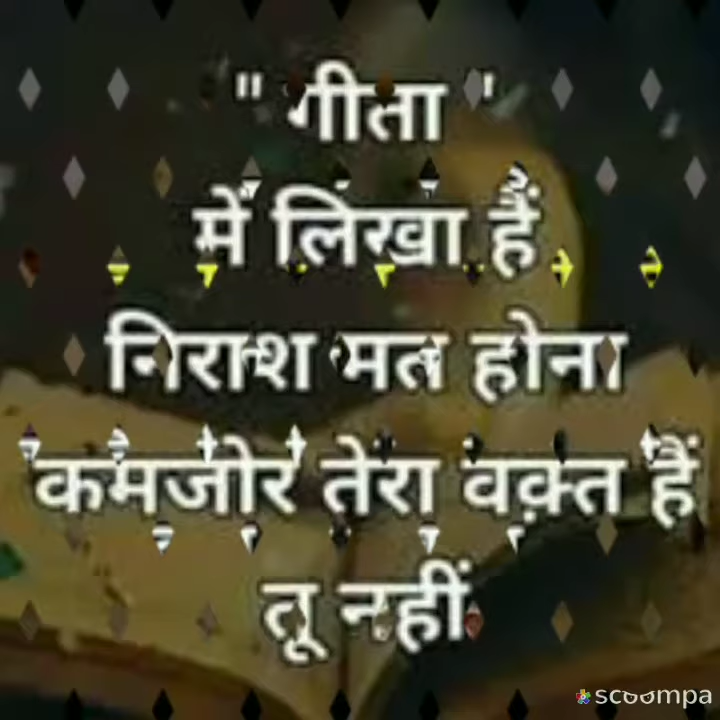 " गीता "
में लिखा हैं
निराश मत होना
कमजोर तेरा वक़्त हैं
तू नहीं
scoompa